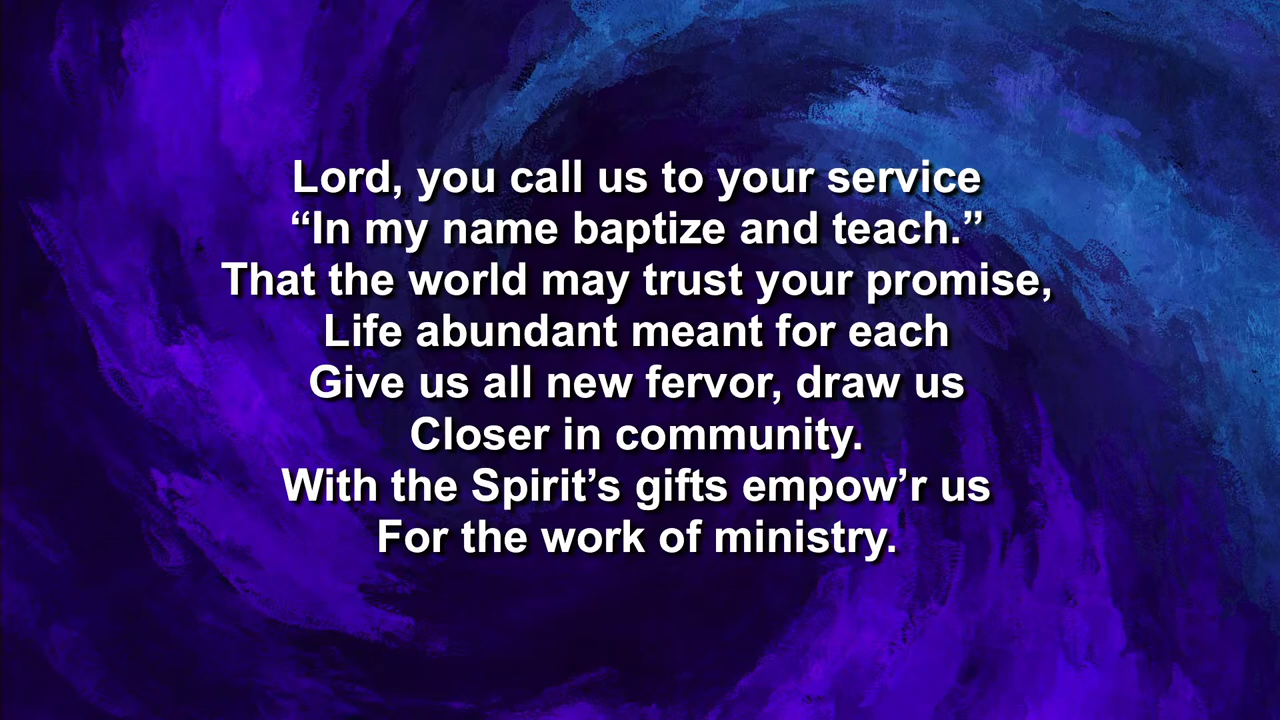 Lord, you call us to your service
“In my name baptize and teach.”
That the world may trust your promise,
Life abundant meant for each
Give us all new fervor, draw us
Closer in community.
With the Spirit’s gifts empow’r us
For the work of ministry.